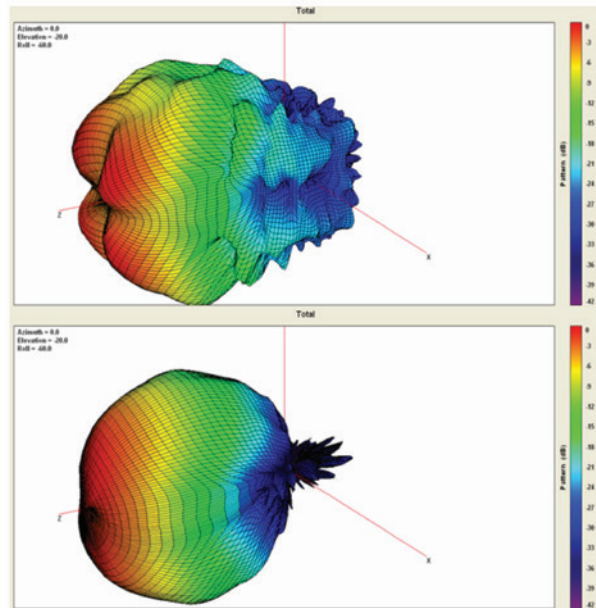 Total
Azimuth = 0.0
Elevation = -20.0
Roll = -60.0
Z
X
Pattern (dB)
0
-3
-6
-9
-12
-15
-18
-21
-24
-27
-30
-33
-36
-39
-42
Total
Azimuth = 0.0
Elevation = -20.0
Roll = -60.0
Z
X
Pattern (dB)
0
-3
-6
-9
-12
-15
-18
-21
-24
-27
-30
-33
-36
-39
-42